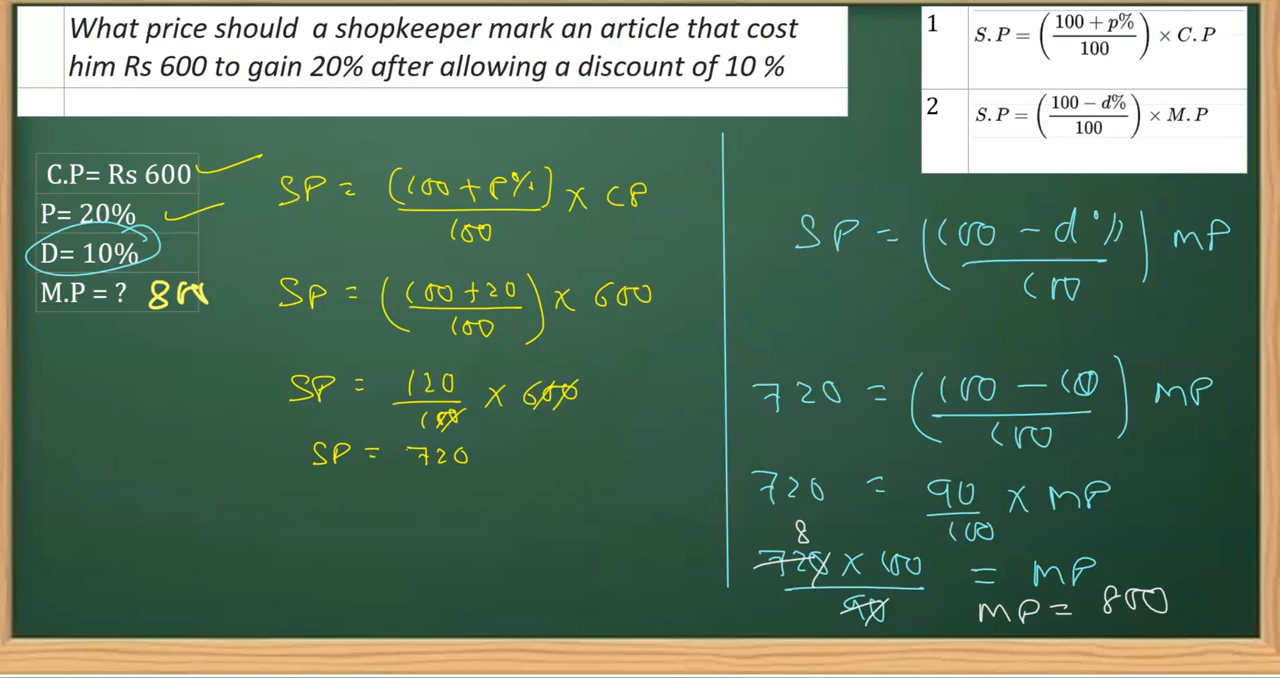 What price should a shopkeeper mark an article that cost
him Rs 600 to gain 20% after allowing a discount of 10 %
1 S.P = ((100 + p%)/100) × C.P
2 S.P = ((100 − d%)/100) × M.P
C.P= Rs 600
P= 20%
D= 10%
M.P = ? 800
SP = (100 + P%)/100 × CP
SP = ((100 + 20)/100) × 600
SP = 120/100 × 600
SP = 720
SP = ((100 − d%)/100) MP
720 = ((100 − 10)/100) MP
720 = 90/100 × MP
8
720 × 100/90 = MP
MP = 800